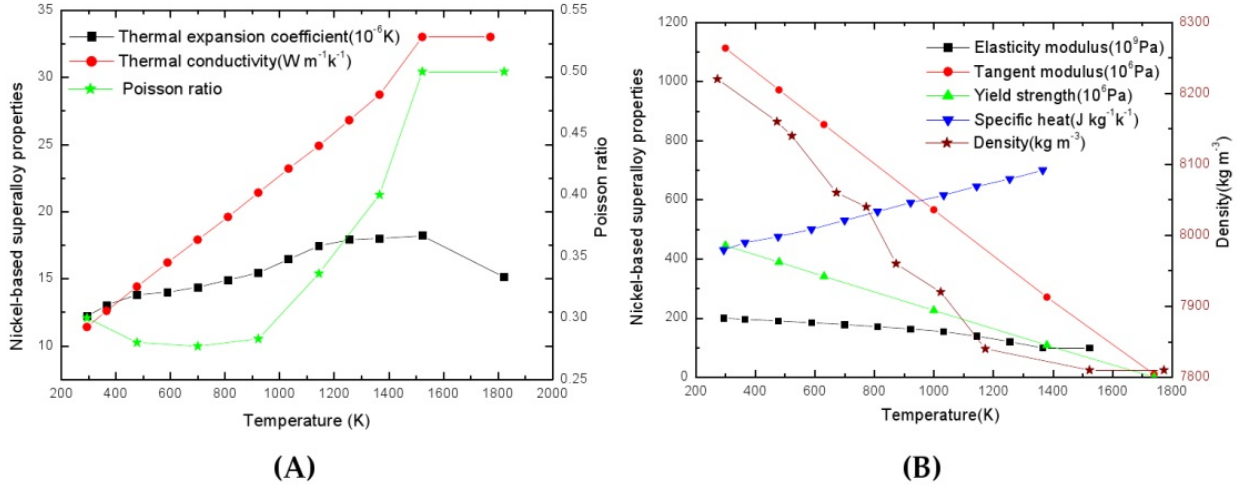 35
30
25
20
15
10
Nickel-based superalloy properties
Thermal expansion coefficient(10⁻⁶K)
Thermal conductivity(W m⁻¹k⁻¹)
Poisson ratio
0.55
0.50
0.45
0.40
0.35
0.30
0.25
Poisson ratio
200 400 600 800 1000 1200 1400 1600 1800 2000
Temperature (K)
(A)
1200
1000
800
600
400
200
0
Nickel-based superalloy properties
Elasticity modulus(10⁹Pa)
Tangent modulus(10⁶Pa)
Yield strength(10⁶Pa)
Specific heat(J kg⁻¹k⁻¹)
Density(kg m⁻³)
8300
8200
8100
8000
7900
7800
Density(kg m⁻³)
200 400 600 800 1000 1200 1400 1600 1800
Temperature(K)
(B)